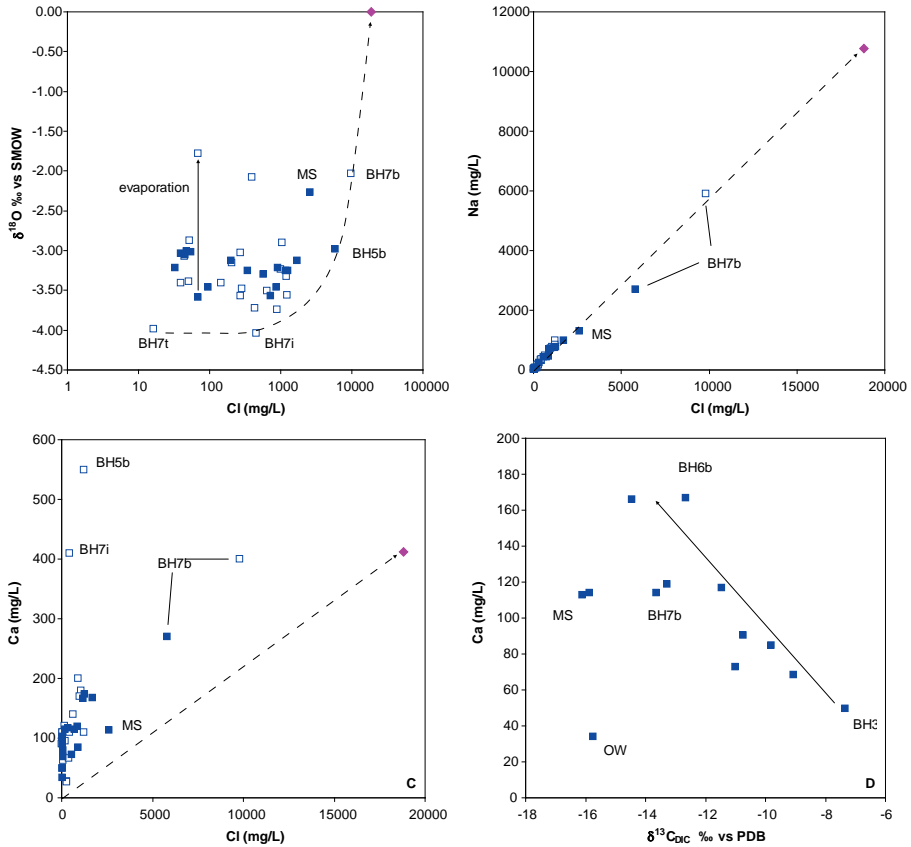 0.00
-0.50
-1.00
-1.50
-2.00
-2.50
-3.00
-3.50
-4.00
-4.50
δ18O ‰ vs SMOW
evaporation
MS
BH7b
BH5b
BH7t
BH7i
1 10 100 1000 10000 100000
Cl (mg/L)
12000
10000
8000
6000
4000
2000
0
Na (mg/L)
BH7b
MS
0 5000 10000 15000 20000
Cl (mg/L)
600
500
400
300
200
100
0
Ca (mg/L)
BH5b
BH7i
BH7b
MS
C
0 5000 10000 15000 20000
Cl (mg/L)
200
180
160
140
120
100
80
60
40
20
0
Ca (mg/L)
BH6b
MS
BH7b
BH3
OW
D
-18 -16 -14 -12 -10 -8 -6
δ13CDIC ‰ vs PDB